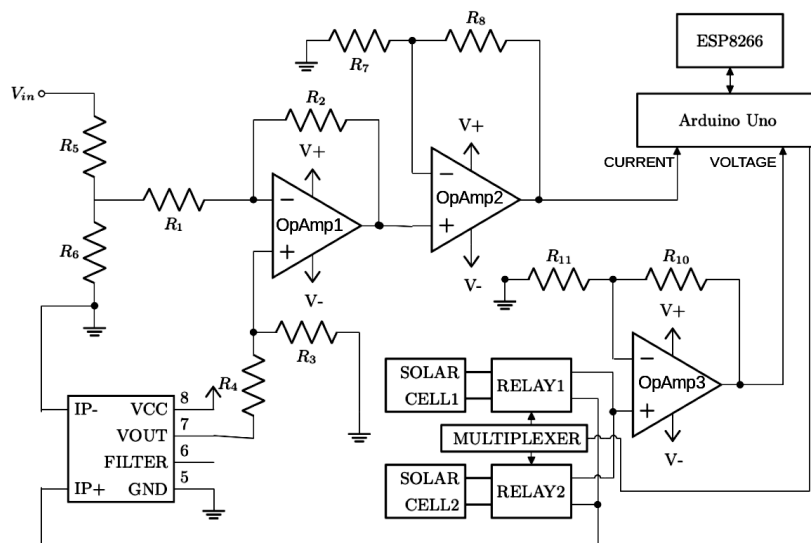 R8
ESP8266
R7
Vin
R2
Arduino Uno
R5
V+
V+
CURRENT
VOLTAGE
R1
OpAmp1
OpAmp2
R6
V-
V-
R11
R10
V+
R3
R4
SOLAR
CELL1
RELAY1
OpAmp3
IP-
VCC
8
VOUT
7
MULTIPLEXER
V-
FILTER
6
IP+
GND
5
SOLAR
CELL2
RELAY2